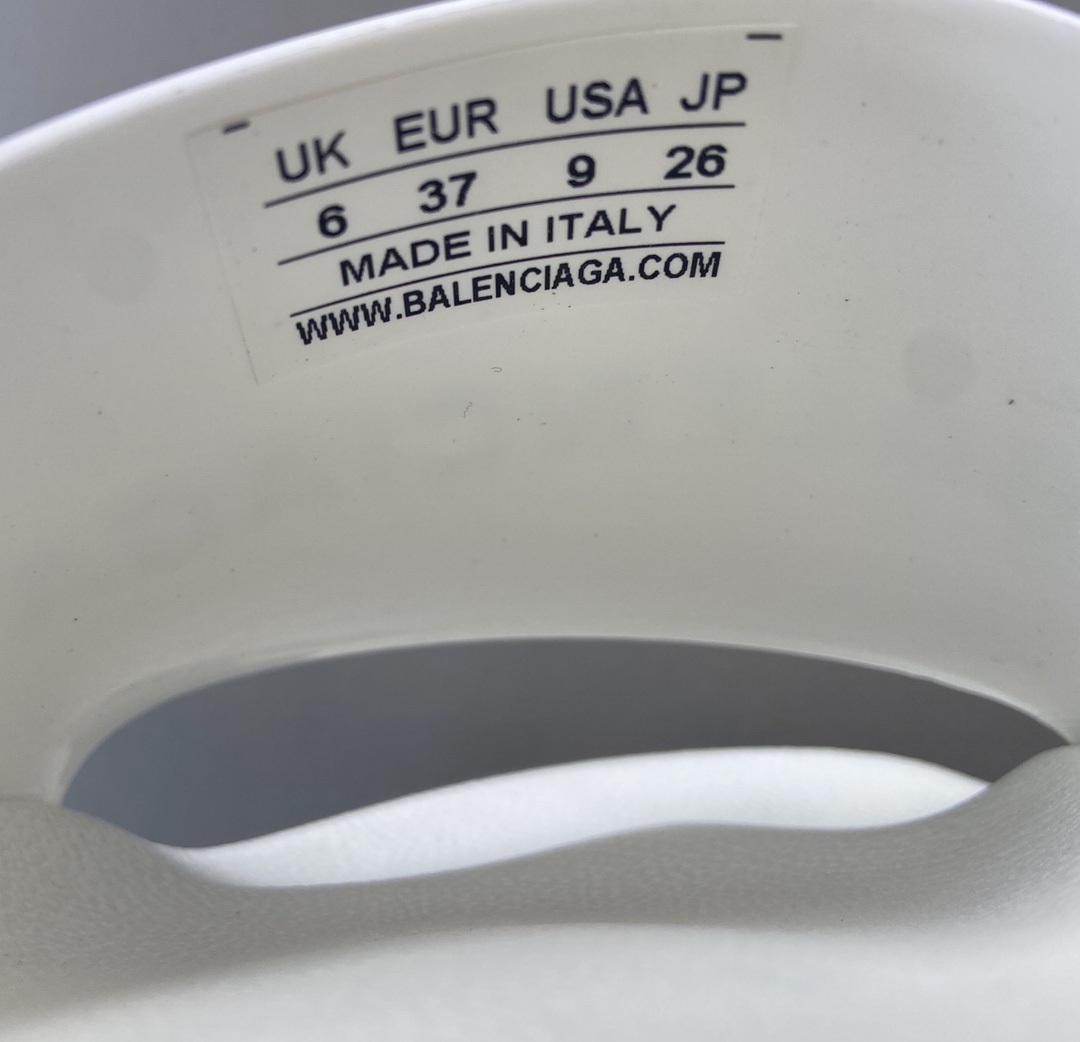 UK EUR USA JP
6 37 9 26
MADE IN ITALY
WWW.BALENCIAGA.COM